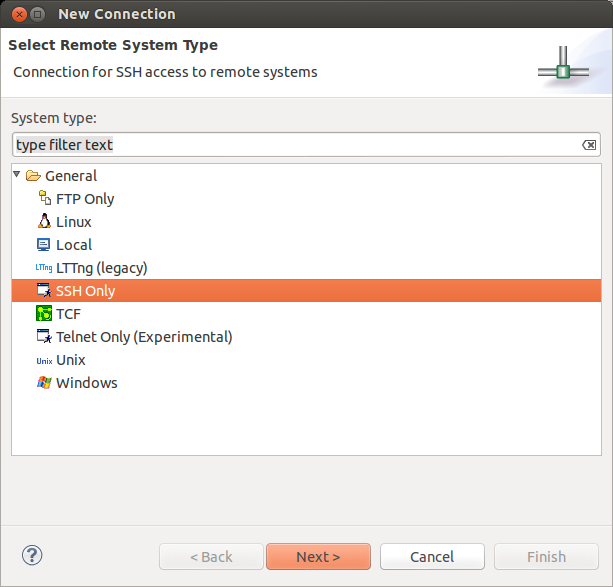 New Connection
Select Remote System Type
Connection for SSH access to remote systems
System type:
type filter text
General
FTP Only
Linux
Local
LTTng LTTng (legacy)
SSH Only
TCF
Telnet Only (Experimental)
Unix Unix
Windows
? < Back Next > Cancel Finish